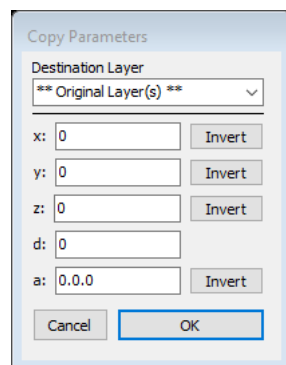 Copy Parameters
Destination Layer
** Original Layer(s) **
x: 0 Invert
y: 0 Invert
z: 0 Invert
d: 0
a: 0.0.0 Invert
Cancel OK